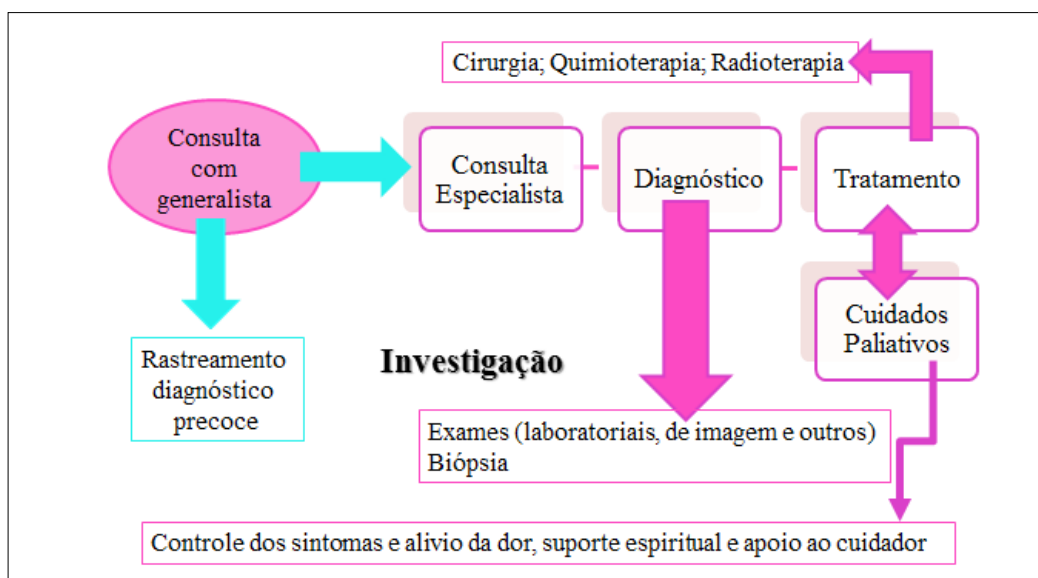 Cirurgia; Quimioterapia; Radioterapia
Consulta
com
generalista
Consulta
Especialista
Diagnóstico
Tratamento
Cuidados
Paliativos
Rastreamento
diagnóstico
precoce
Investigação
Exames (laboratoriais, de imagem e outros)
Biópsia
Controle dos sintomas e alivio da dor, suporte espiritual e apoio ao cuidador